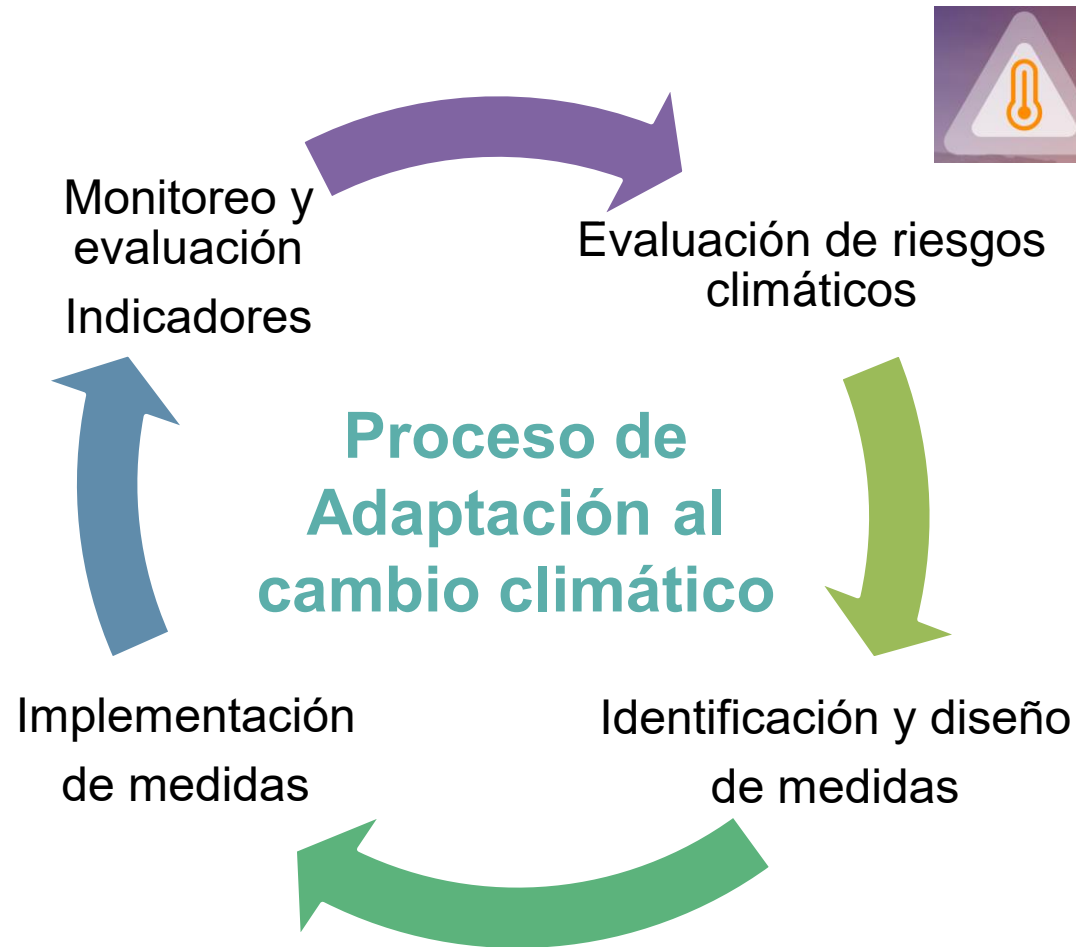 Monitoreo y
evaluación
Indicadores
Evaluación de riesgos
climáticos
Proceso de
Adaptación al
cambio climático
Implementación
de medidas
Identificación y diseño
de medidas